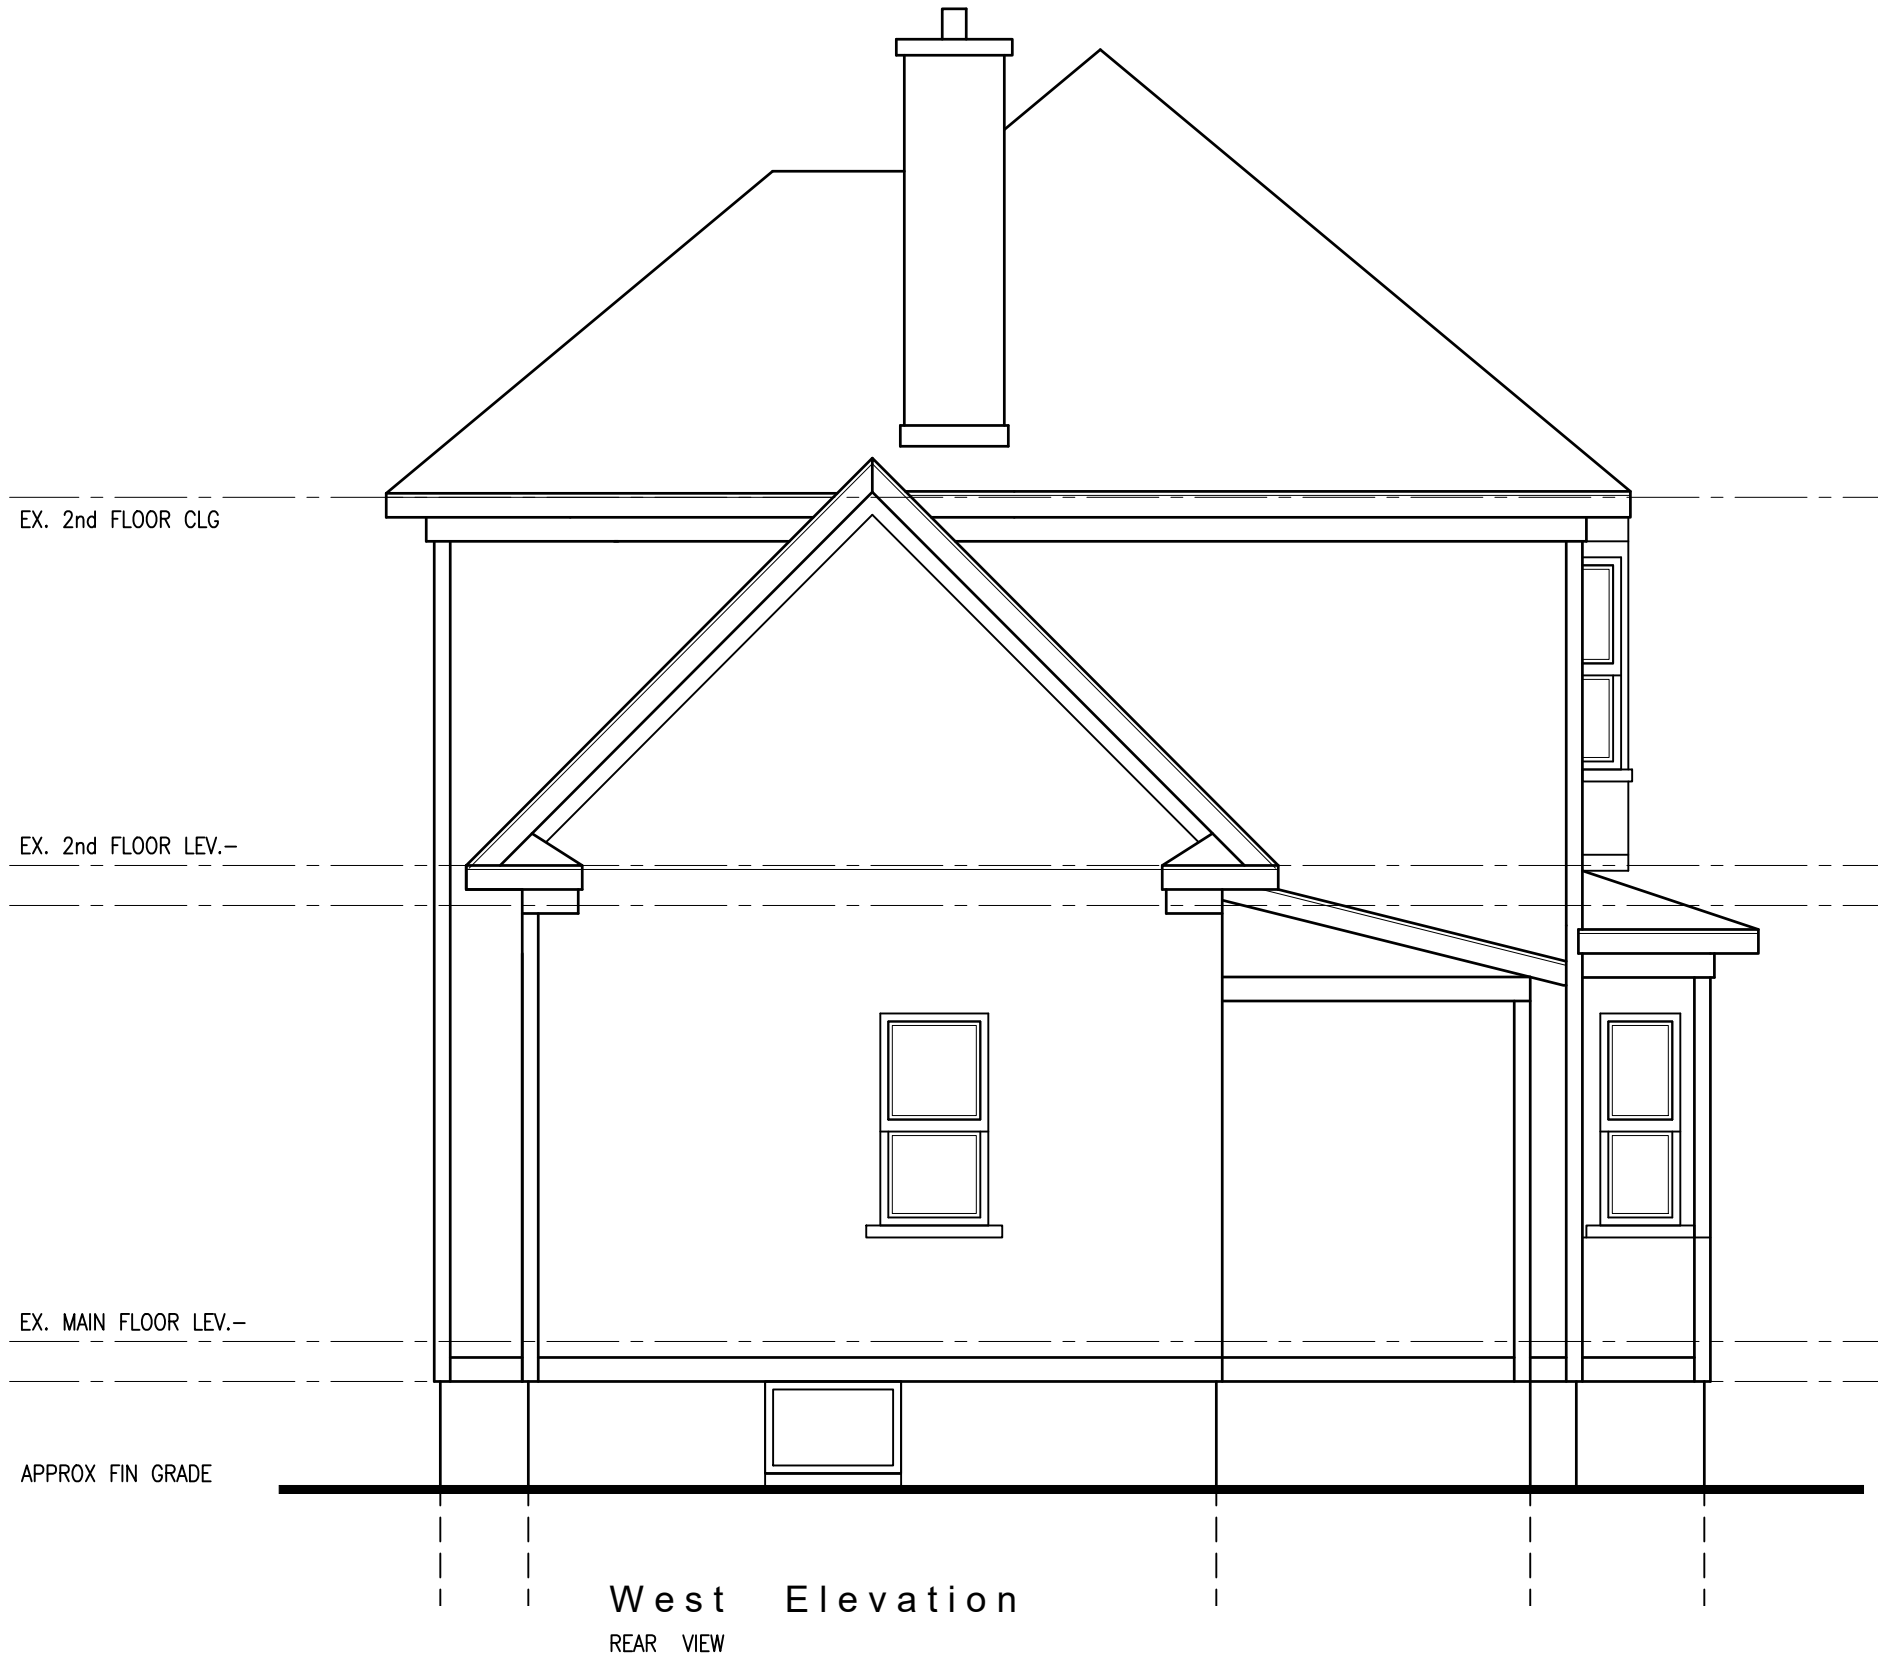 EX. 2nd FLOOR CLG
EX. 2nd FLOOR LEV.-
EX. MAIN FLOOR LEV.-
APPROX FIN GRADE
West Elevation
REAR VIEW